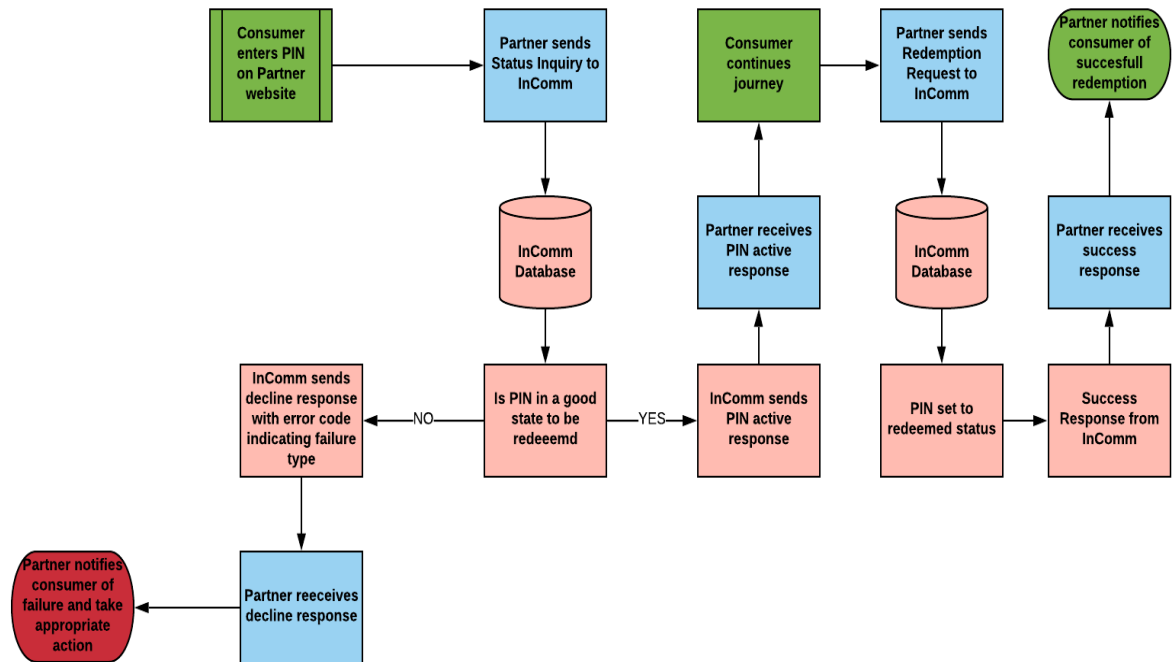 Consumer
enters PIN
on Partner
website
Partner sends
Status Inquiry to
InComm
Consumer
continues
journey
Partner sends
Redemption
Request to
InComm
Partner notifies
consumer of
succesfull
redemption
InComm
Database
Partner receives
PIN active
response
InComm
Database
Partner receives
success
response
InComm sends
decline response
with error code
indicating failure
type
NO
Is PIN in a good
state to be
redeeemd
YES
InComm sends
PIN active
response
PIN set to
redeemed status
Success
Response from
InComm
Partner notifies
consumer of
failure and take
appropriate
action
Partner reeceives
decline response